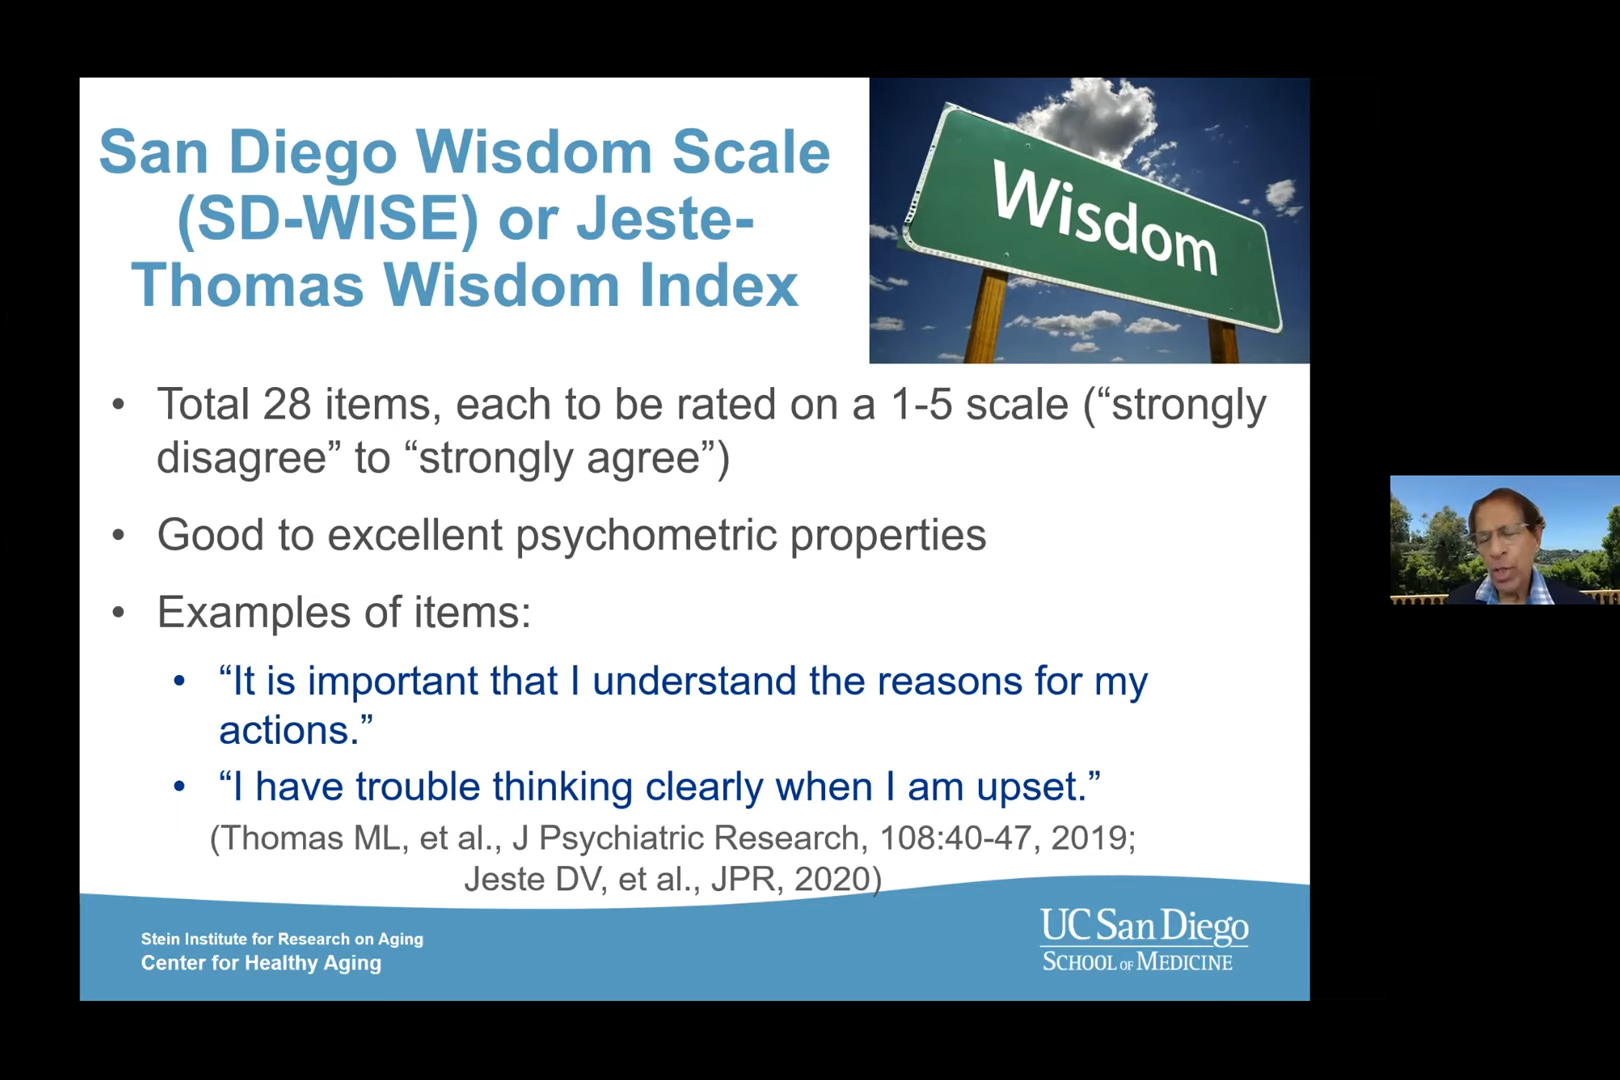 San Diego Wisdom Scale
(SD-WISE) or Jeste-
Thomas Wisdom Index
Wisdom
• Total 28 items, each to be rated on a 1-5 scale (“strongly
disagree” to “strongly agree”)
• Good to excellent psychometric properties
• Examples of items:
• “It is important that I understand the reasons for my
actions.”
• “I have trouble thinking clearly when I am upset.”
(Thomas ML, et al., J Psychiatric Research, 108:40-47, 2019;
Jeste DV, et al., JPR, 2020)
Stein Institute for Research on Aging
Center for Healthy Aging
UC San Diego
SCHOOL OF MEDICINE